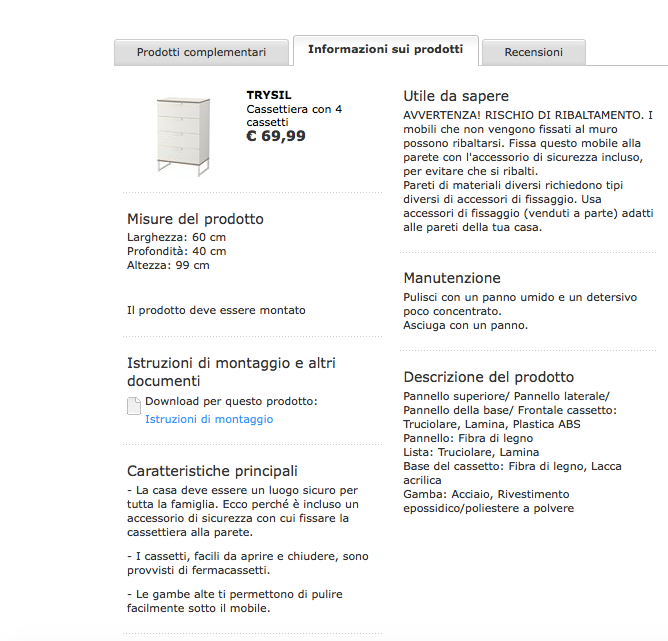 Prodotti complementari
Informazioni sui prodotti
Recensioni
TRYSIL
Cassettiera con 4
cassetti
€ 69,99
Misure del prodotto
Larghezza: 60 cm
Profondità: 40 cm
Altezza: 99 cm
Il prodotto deve essere montato
Istruzioni di montaggio e altri
documenti
Download per questo prodotto:
Istruzioni di montaggio
Caratteristiche principali
- La casa deve essere un luogo sicuro per
tutta la famiglia. Ecco perché è incluso un
accessorio di sicurezza con cui fissare la
cassettiera alla parete.
- I cassetti, facili da aprire e chiudere, sono
provvisti di fermacassetti.
- Le gambe alte ti permettono di pulire
facilmente sotto il mobile.
Utile da sapere
AVVERTENZA! RISCHIO DI RIBALTAMENTO. I
mobili che non vengono fissati al muro
possono ribaltarsi. Fissa questo mobile alla
parete con l'accessorio di sicurezza incluso,
per evitare che si ribalti.
Pareti di materiali diversi richiedono tipi
diversi di accessori di fissaggio. Usa
accessori di fissaggio (venduti a parte) adatti
alle pareti della tua casa.
Manutenzione
Pulisci con un panno umido e un detersivo
poco concentrato.
Asciuga con un panno.
Descrizione del prodotto
Pannello superiore/ Pannello laterale/
Pannello della base/ Frontale cassetto:
Truciolare, Lamina, Plastica ABS
Pannello: Fibra di legno
Lista: Truciolare, Lamina
Base del cassetto: Fibra di legno, Lacca
acrilica
Gamba: Acciaio, Rivestimento
epossidico/poliestere a polvere